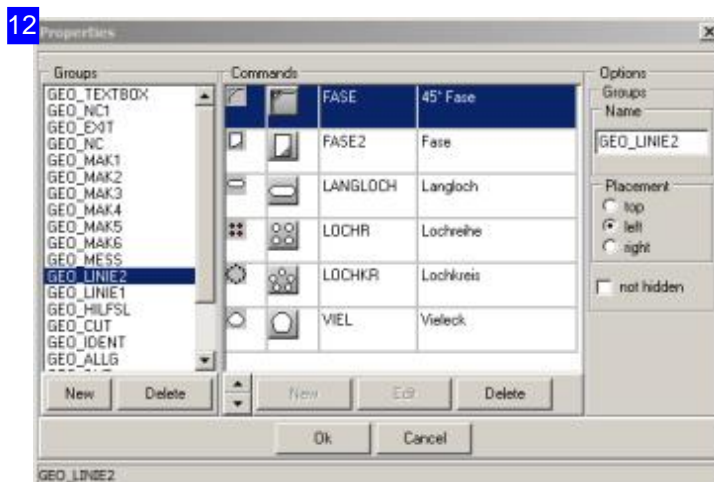 12
Properties
Groups
GEO_TEXTBOX
GEO_NC1
GEO_EXIT
GEO_NC
GEO_MAK1
GEO_MAK2
GEO_MAK3
GEO_MAK4
GEO_MAK5
GEO_MAK6
GEO_MESS
GEO_LINIE2
GEO_LINIE1
GEO_HILFSL
GEO_CUT
GEO_IDENT
GEO_ALLG
New Delete
Commands
FASE 45° Fase
FASE2 Fase
LANGLOCH Langloch
LOCHR Lochreihe
LOCHKR Lochkreis
VIEL Vieleck
New Edit Delete
Options
Groups
Name
GEO_LINIE2
Placement
top
left
right
not hidden
Ok Cancel
GEO_LINIE2